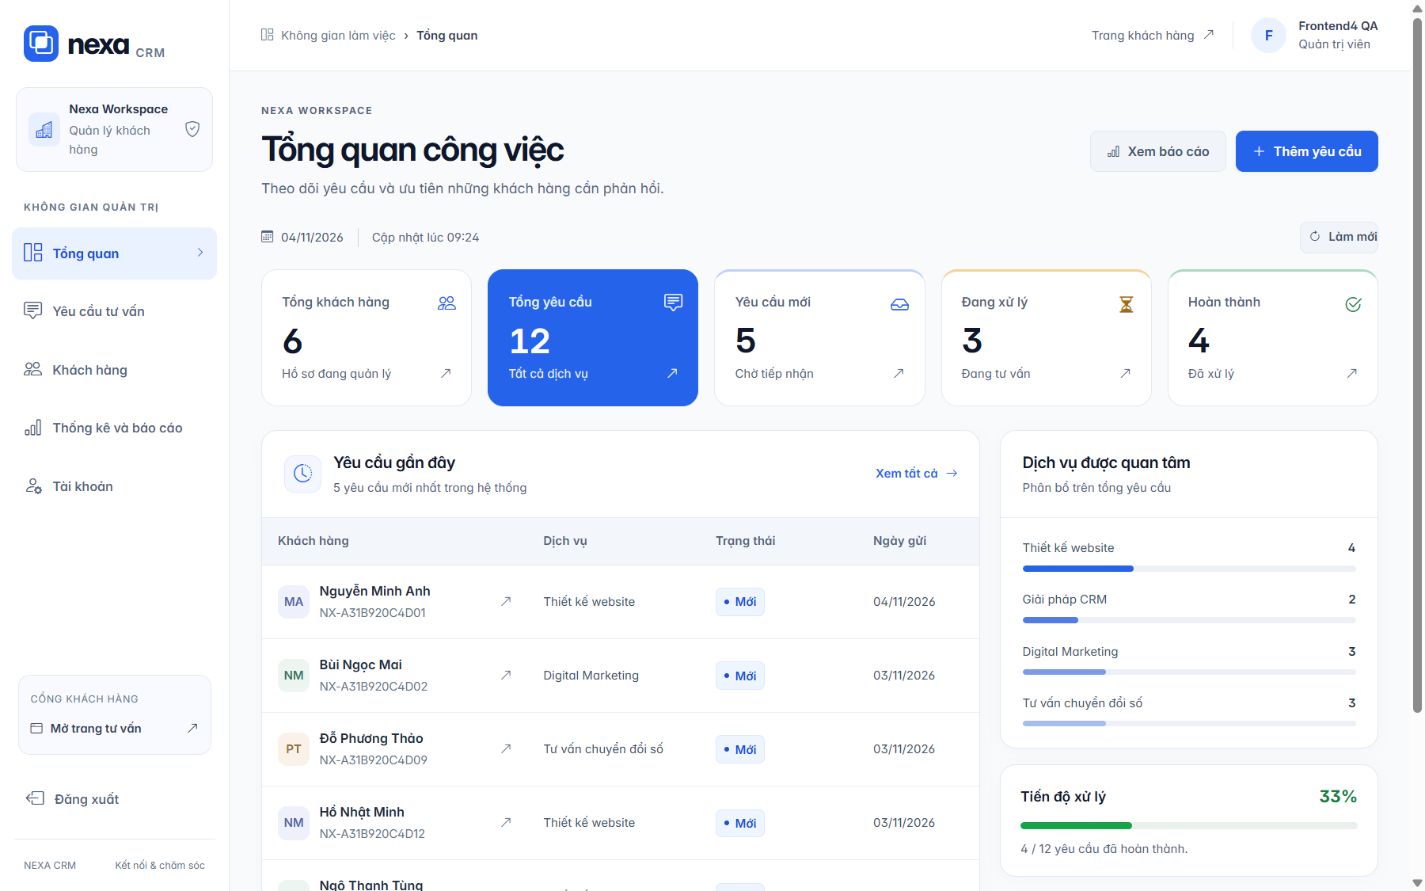 nexa CRM
Nexa Workspace
Quản lý khách
hàng
KHÔNG GIAN QUẢN TRỊ
Tổng quan
Yêu cầu tư vấn
Khách hàng
Thống kê và báo cáo
Tài khoản
CỔNG KHÁCH HÀNG
Mở trang tư vấn
Đăng xuất
NEXA CRM Kết nối & chăm sóc
Không gian làm việc › Tổng quan
Trang khách hàng
F
Frontend4 QA
Quản trị viên
NEXA WORKSPACE
Tổng quan công việc
Theo dõi yêu cầu và ưu tiên những khách hàng cần phản hồi.
Xem báo cáo
Thêm yêu cầu
04/11/2026 Cập nhật lúc 09:24
Làm mới
Tổng khách hàng
6
Hồ sơ đang quản lý
Tổng yêu cầu
12
Tất cả dịch vụ
Yêu cầu mới
5
Chờ tiếp nhận
Đang xử lý
3
Đang tư vấn
Hoàn thành
4
Đã xử lý
Yêu cầu gần đây
5 yêu cầu mới nhất trong hệ thống
Xem tất cả
Khách hàng Dịch vụ Trạng thái Ngày gửi
MA Nguyễn Minh Anh Thiết kế website Mới 04/11/2026
NX-A31B920C4D01
NM Bùi Ngọc Mai Digital Marketing Mới 03/11/2026
NX-A31B920C4D02
PT Đỗ Phương Thảo Tư vấn chuyển đổi số Mới 03/11/2026
NX-A31B920C4D09
NM Hồ Nhật Minh Thiết kế website Mới 03/11/2026
NX-A31B920C4D12
Ngô Thanh Tùng
Dịch vụ được quan tâm
Phân bổ trên tổng yêu cầu
Thiết kế website 4
Giải pháp CRM 2
Digital Marketing 3
Tư vấn chuyển đổi số 3
Tiến độ xử lý 33%
4 / 12 yêu cầu đã hoàn thành.